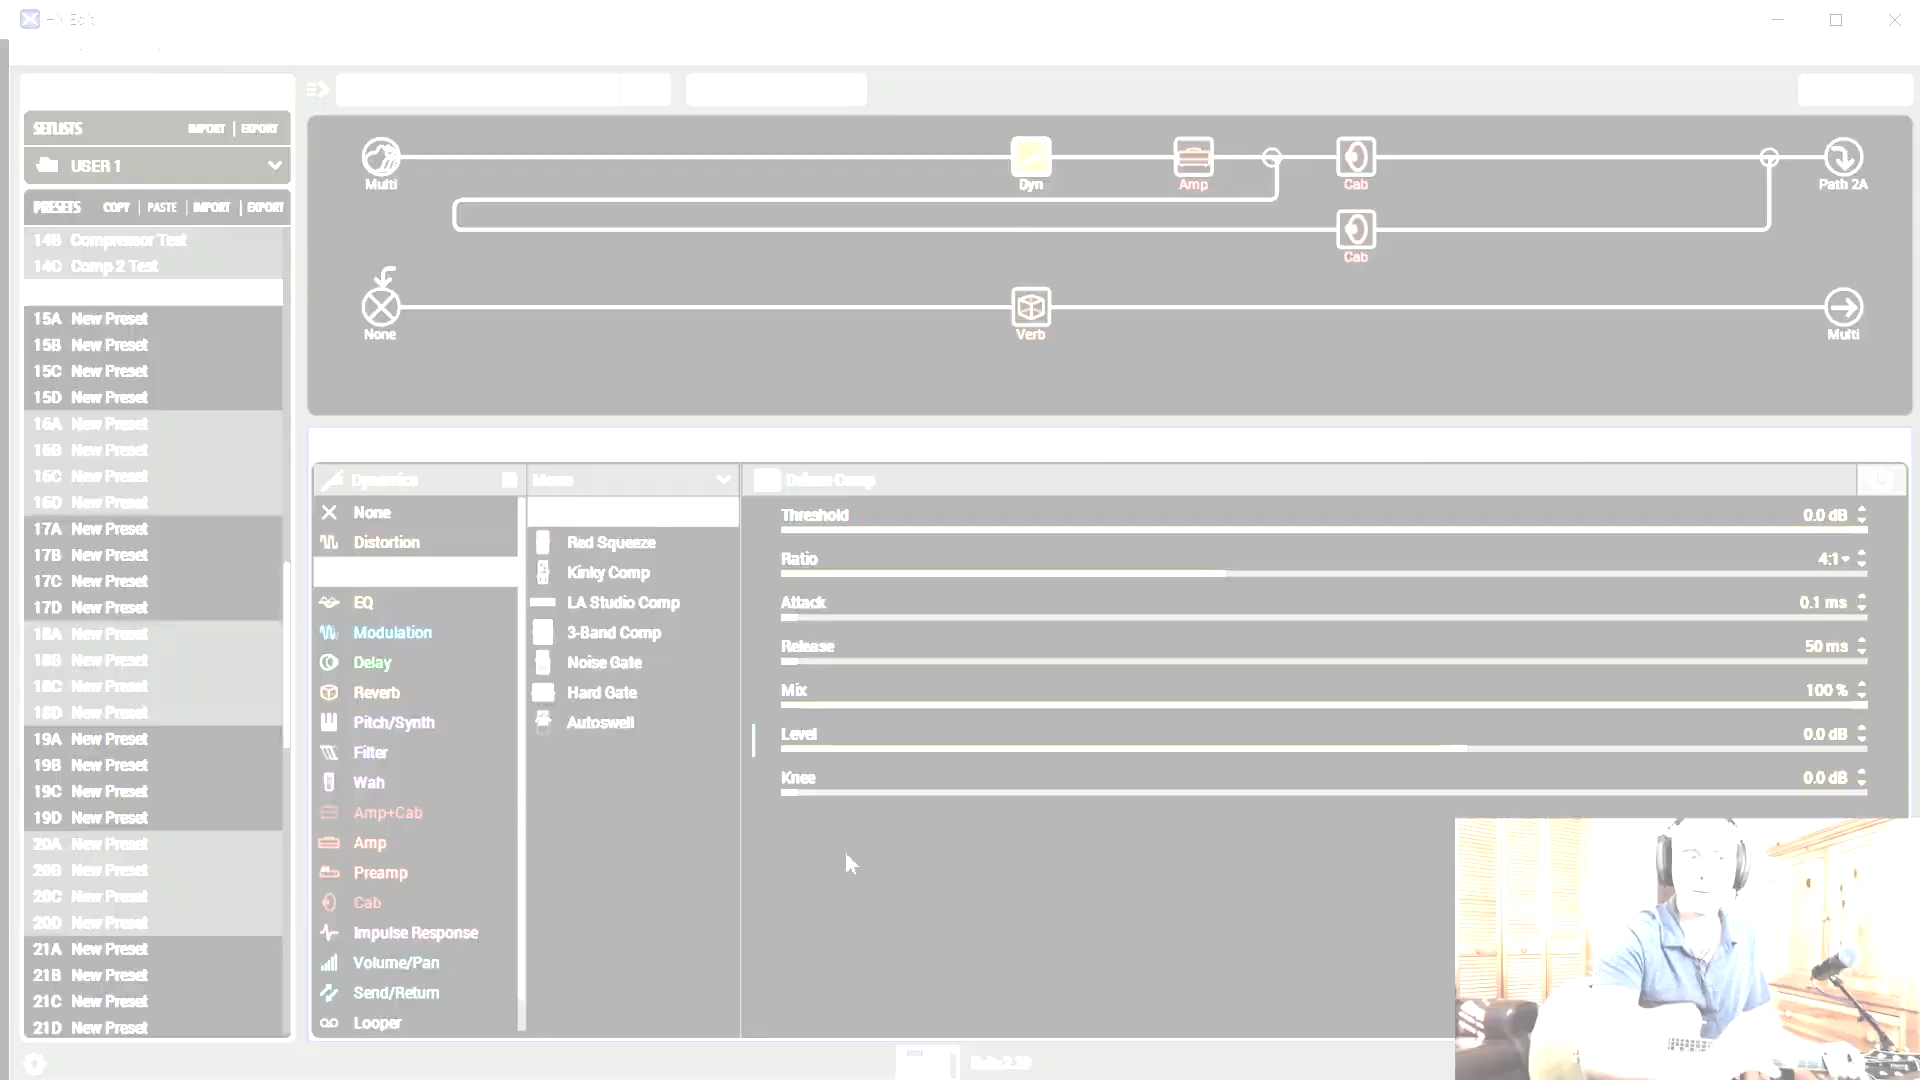 HX Edit
SETLISTS IMPORT EXPORT
USER 1
PRESETS COPY PASTE IMPORT EXPORT
14B Compressor Test
14C Comp 2 Test
15A New Preset
15B New Preset
15C New Preset
15D New Preset
16A New Preset
16B New Preset
16C New Preset
16D New Preset
17A New Preset
17B New Preset
17C New Preset
17D New Preset
18A New Preset
18B New Preset
18C New Preset
18D New Preset
19A New Preset
19B New Preset
19C New Preset
19D New Preset
20A New Preset
20B New Preset
20C New Preset
20D New Preset
21A New Preset
21B New Preset
21C New Preset
21D New Preset
Multi Dyn Amp Cab Path 2A
Cab
None Verb Multi
Dynamics
None
Distortion
EQ
Modulation
Delay
Reverb
Pitch/Synth
Filter
Wah
Amp+Cab
Amp
Preamp
Cab
Impulse Response
Volume/Pan
Send/Return
Looper
Mono
Red Squeeze
Kinky Comp
LA Studio Comp
3-Band Comp
Noise Gate
Hard Gate
Autoswell
Deluxe Comp
Threshold 0.0 dB
Ratio 4:1
Attack 0.1 ms
Release 50 ms
Mix 100 %
Level 0.0 dB
Knee 0.0 dB